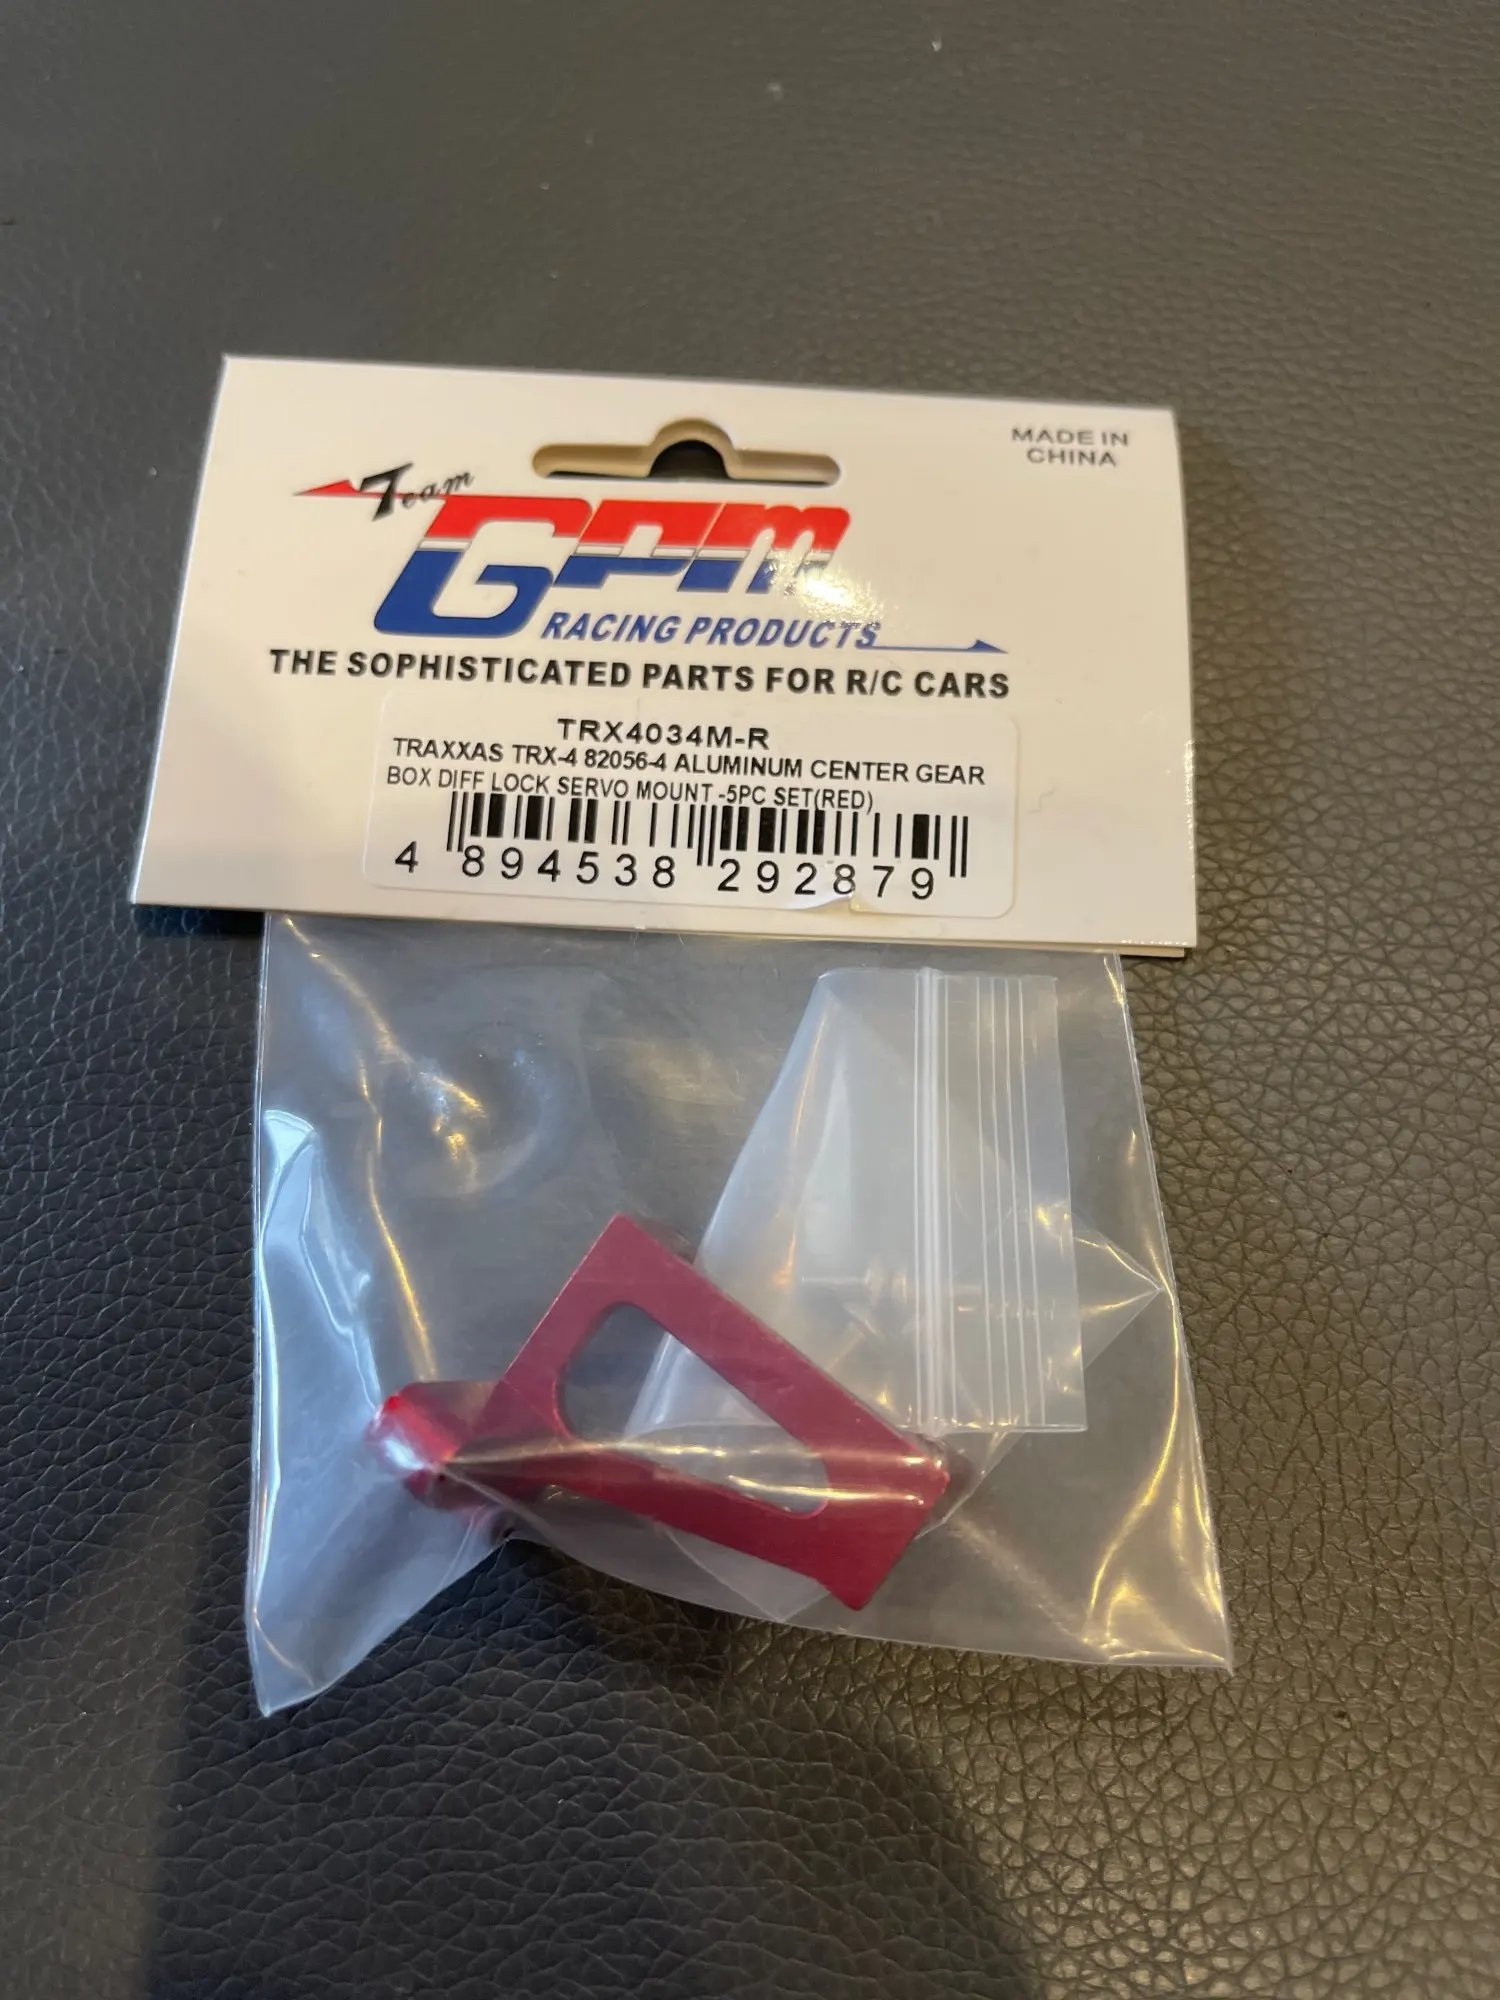 MADE IN
CHINA
Team
GPM
RACING PRODUCTS
THE SOPHISTICATED PARTS FOR R/C CARS
TRX4034M-R
TRAXXAS TRX-4 82056-4 ALUMINUM CENTER GEAR
BOX DIFF LOCK SERVO MOUNT -5PC SET(RED)
4 894538 292879